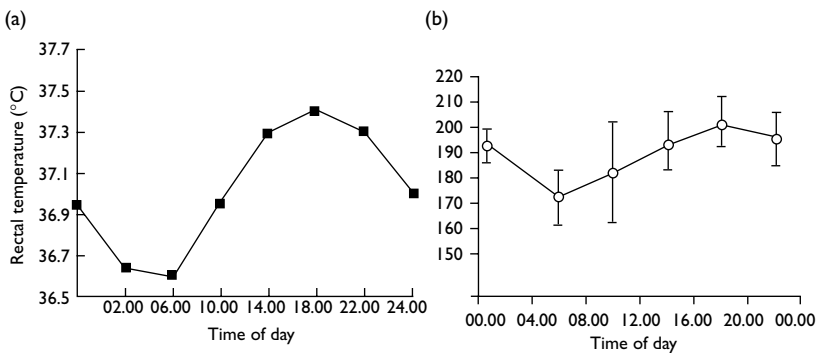 (a)
Rectal temperature (°C)
37.7
37.5
37.3
37.1
36.9
36.7
36.5
02.00 06.00 10.00 14.00 18.00 22.00 24.00
Time of day
(b)
220
210
200
190
180
170
160
150
00.00 04.00 08.00 12.00 16.00 20.00 00.00
Time of day